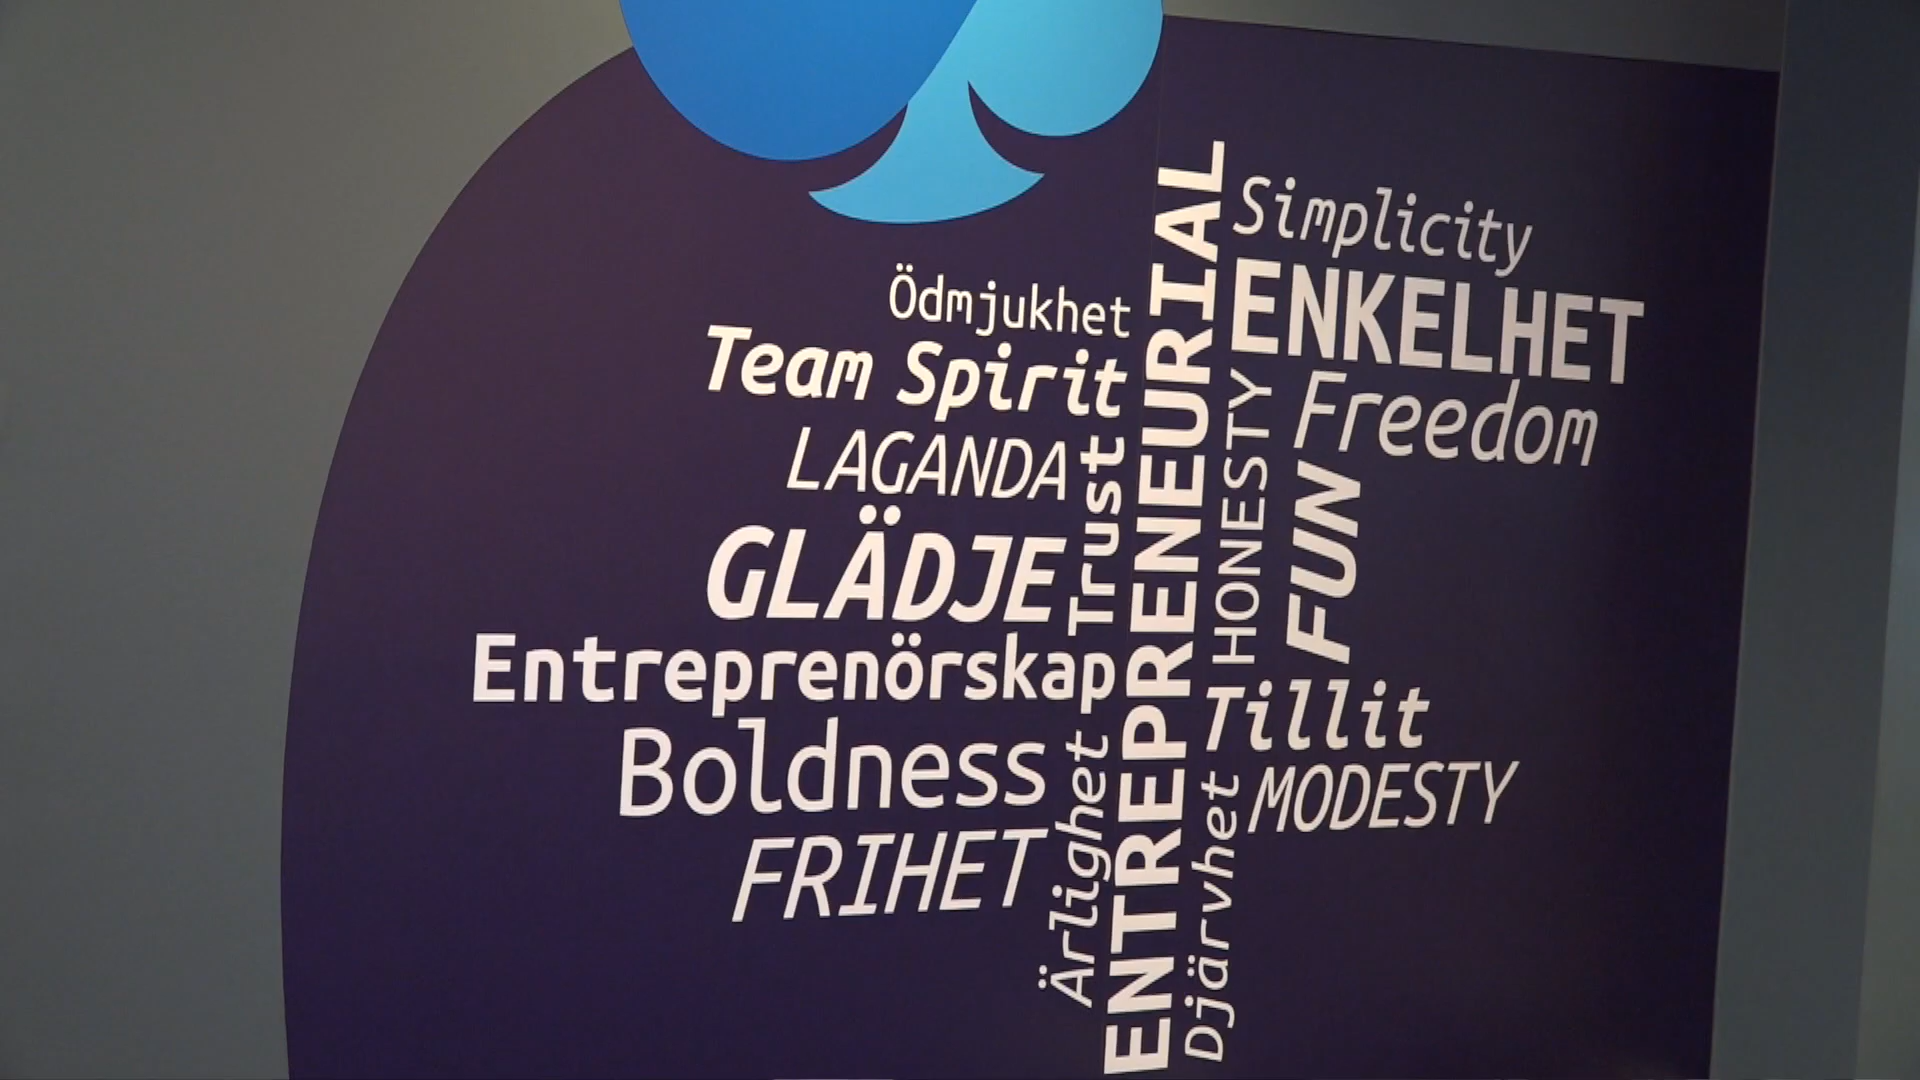 Ödmjukhet
Team Spirit
LAGANDA
GLÄDJE
Trust
Entreprenörskap
Boldness
FRIHET
Ärlighet
ENTREPRENEURIAL
Simplicity
ENKELHET
Freedom
HONESTY
FUN
Tillit
MODESTY
Djärvhet